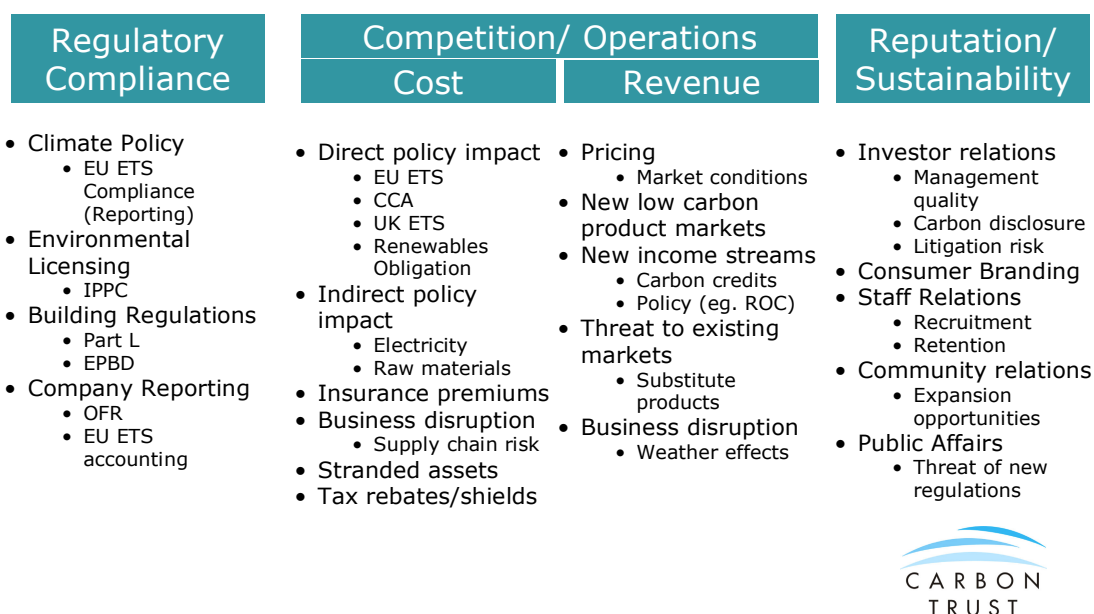 Regulatory
Compliance
• Climate Policy
• EU ETS
Compliance
(Reporting)
• Environmental
Licensing
• IPPC
• Building Regulations
• Part L
• EPBD
• Company Reporting
• OFR
• EU ETS
accounting
Competition/ Operations
Cost
• Direct policy impact
• EU ETS
• CCA
• UK ETS
• Renewables
Obligation
• Indirect policy
impact
• Electricity
• Raw materials
• Insurance premiums
• Business disruption
• Supply chain risk
• Stranded assets
• Tax rebates/shields
Revenue
• Pricing
• Market conditions
• New low carbon
product markets
• New income streams
• Carbon credits
• Policy (eg. ROC)
• Threat to existing
markets
• Substitute
products
• Business disruption
• Weather effects
Reputation/
Sustainability
• Investor relations
• Management
quality
• Carbon disclosure
• Litigation risk
• Consumer Branding
• Staff Relations
• Recruitment
• Retention
• Community relations
• Expansion
opportunities
• Public Affairs
• Threat of new
regulations
CARBON
TRUST